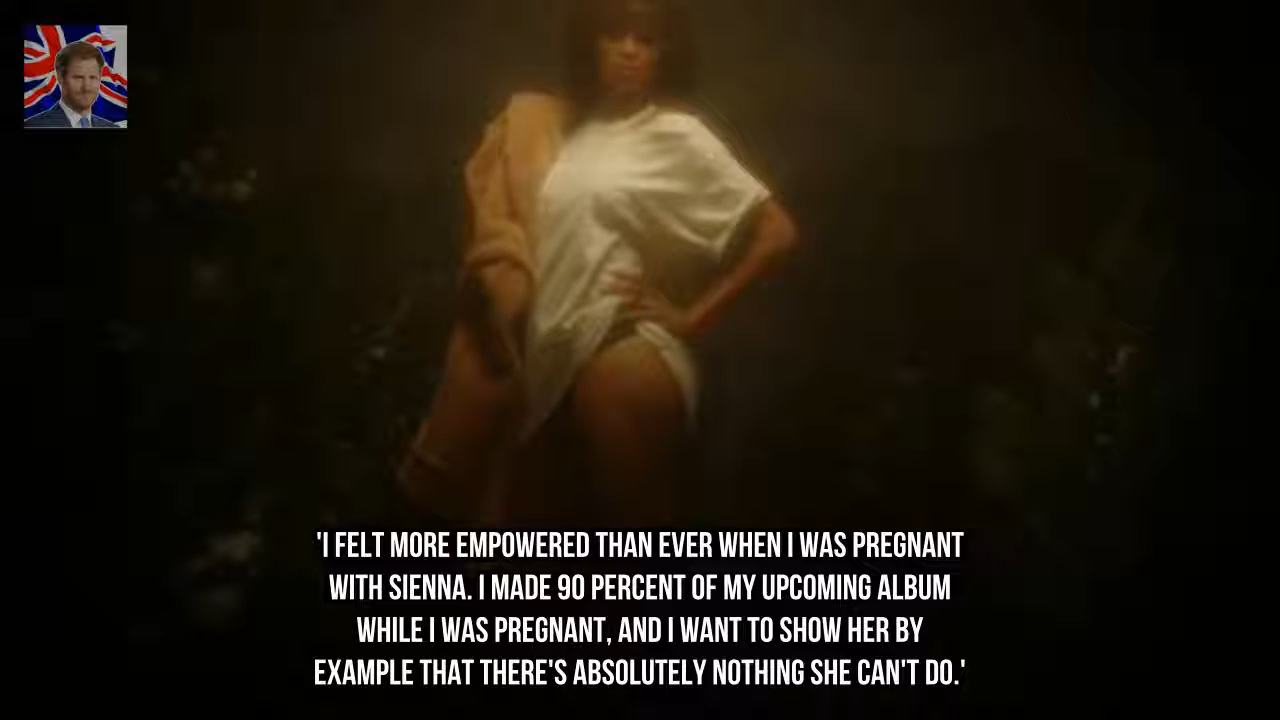 'I FELT MORE EMPOWERED THAN EVER WHEN I WAS PREGNANT
WITH SIENNA. I MADE 90 PERCENT OF MY UPCOMING ALBUM
WHILE I WAS PREGNANT, AND I WANT TO SHOW HER BY
EXAMPLE THAT THERE'S ABSOLUTELY NOTHING SHE CAN'T DO.'